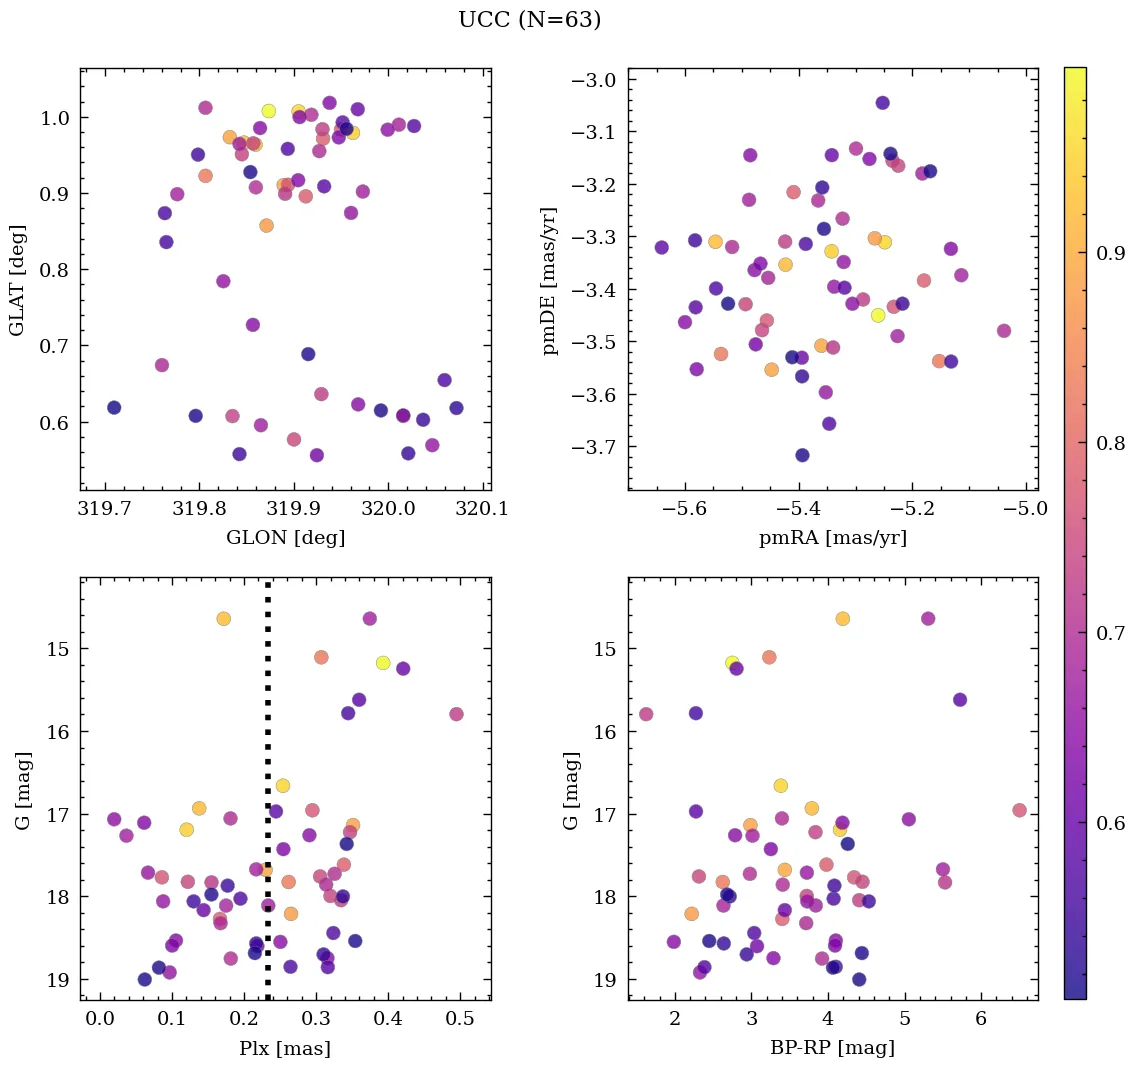 UCC (N=63)
1.0
0.9
0.8
0.7
0.6
GLAT [deg]
319.7 319.8 319.9 320.0 320.1
GLON [deg]
−3.0
−3.1
−3.2
−3.3
−3.4
−3.5
−3.6
−3.7
pmDE [mas/yr]
−5.6 −5.4 −5.2 −5.0
pmRA [mas/yr]
15
16
17
18
19
G [mag]
0.0 0.1 0.2 0.3 0.4 0.5
Plx [mas]
15
16
17
18
19
G [mag]
2 3 4 5 6
BP-RP [mag]
0.9
0.8
0.7
0.6